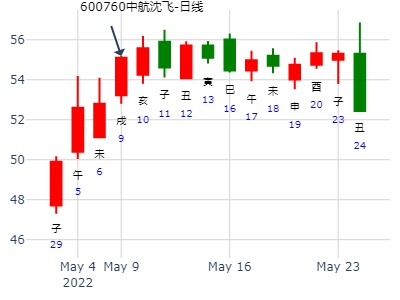 600760中航沈飞-日线
56
54
52
50
48
46
子
29
午
5
未
6
戌
9
亥
10
子
11
丑
12
寅
13
巳
16
午
17
未
18
申
19
酉
20
子
23
丑
24
May 4
2022
May 9
May 16
May 23